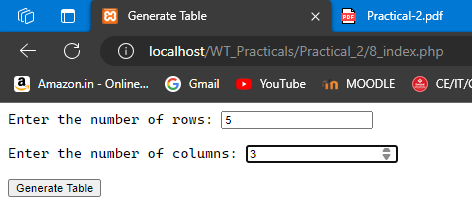 Generate Table
Practical-2.pdf
localhost/WT_Practicals/Practical_2/8_index.php
Amazon.in - Online... Gmail YouTube MOODLE CE/IT/C
Enter the number of rows: 5
Enter the number of columns: 3
Generate Table